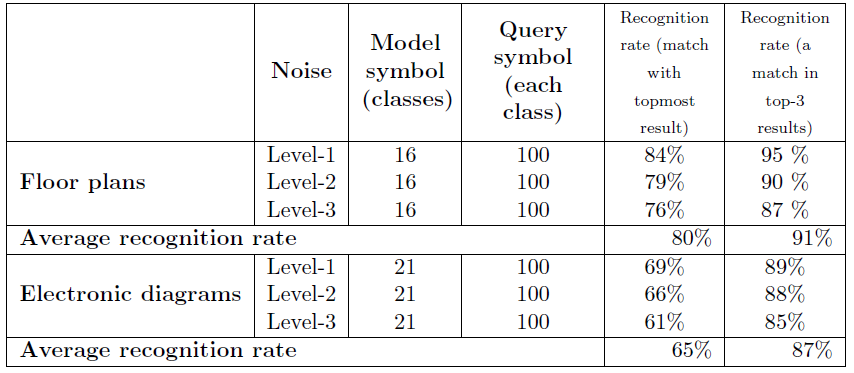 Noise Model symbol (classes) Query symbol (each class) Recognition rate (match with topmost result) Recognition rate (a match in top-3 results)
Floor plans
Level-1 16 100 84% 95 %
Level-2 16 100 79% 90 %
Level-3 16 100 76% 87 %
Average recognition rate 80% 91%
Electronic diagrams
Level-1 21 100 69% 89%
Level-2 21 100 66% 88%
Level-3 21 100 61% 85%
Average recognition rate 65% 87%